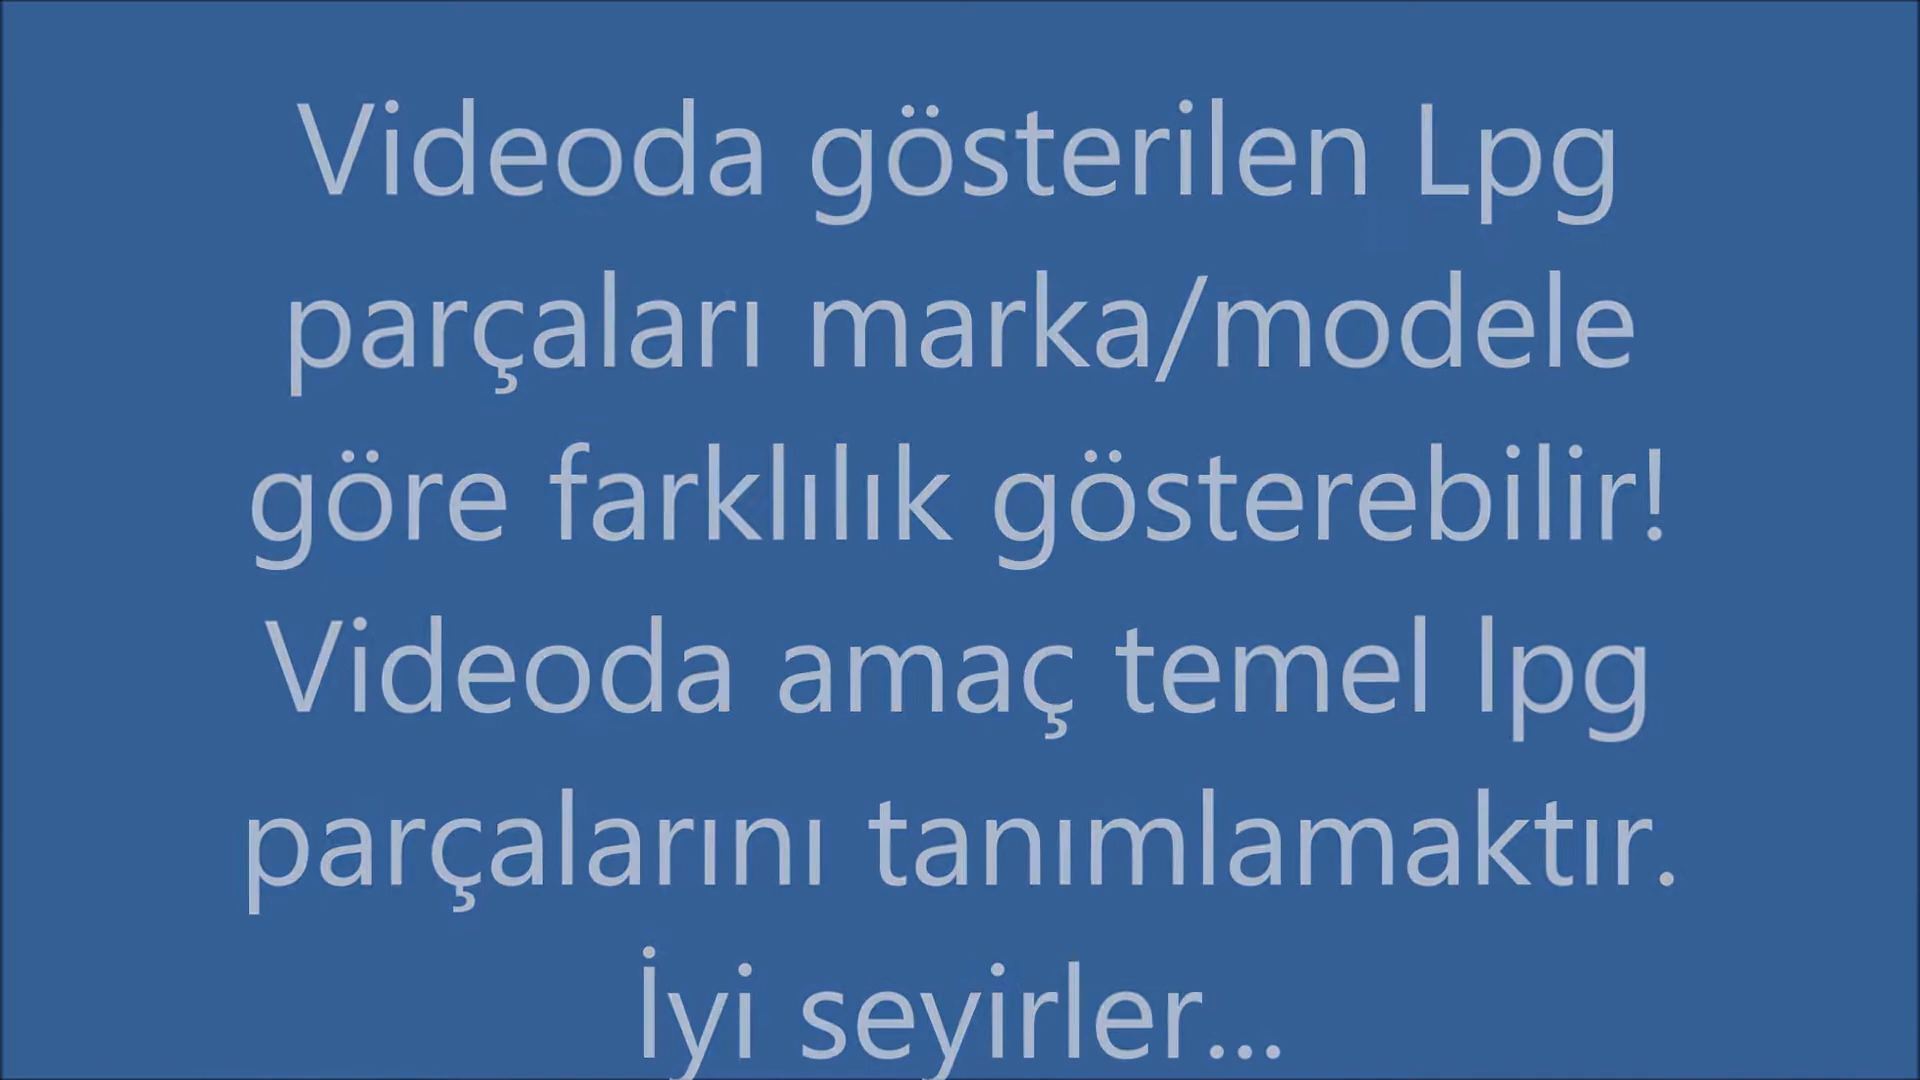 Videoda gösterilen Lpg
parçaları marka/modele
göre farklılık gösterebilir!
Videoda amaç temel lpg
parçalarını tanımlamaktır.
İyi seyirler...